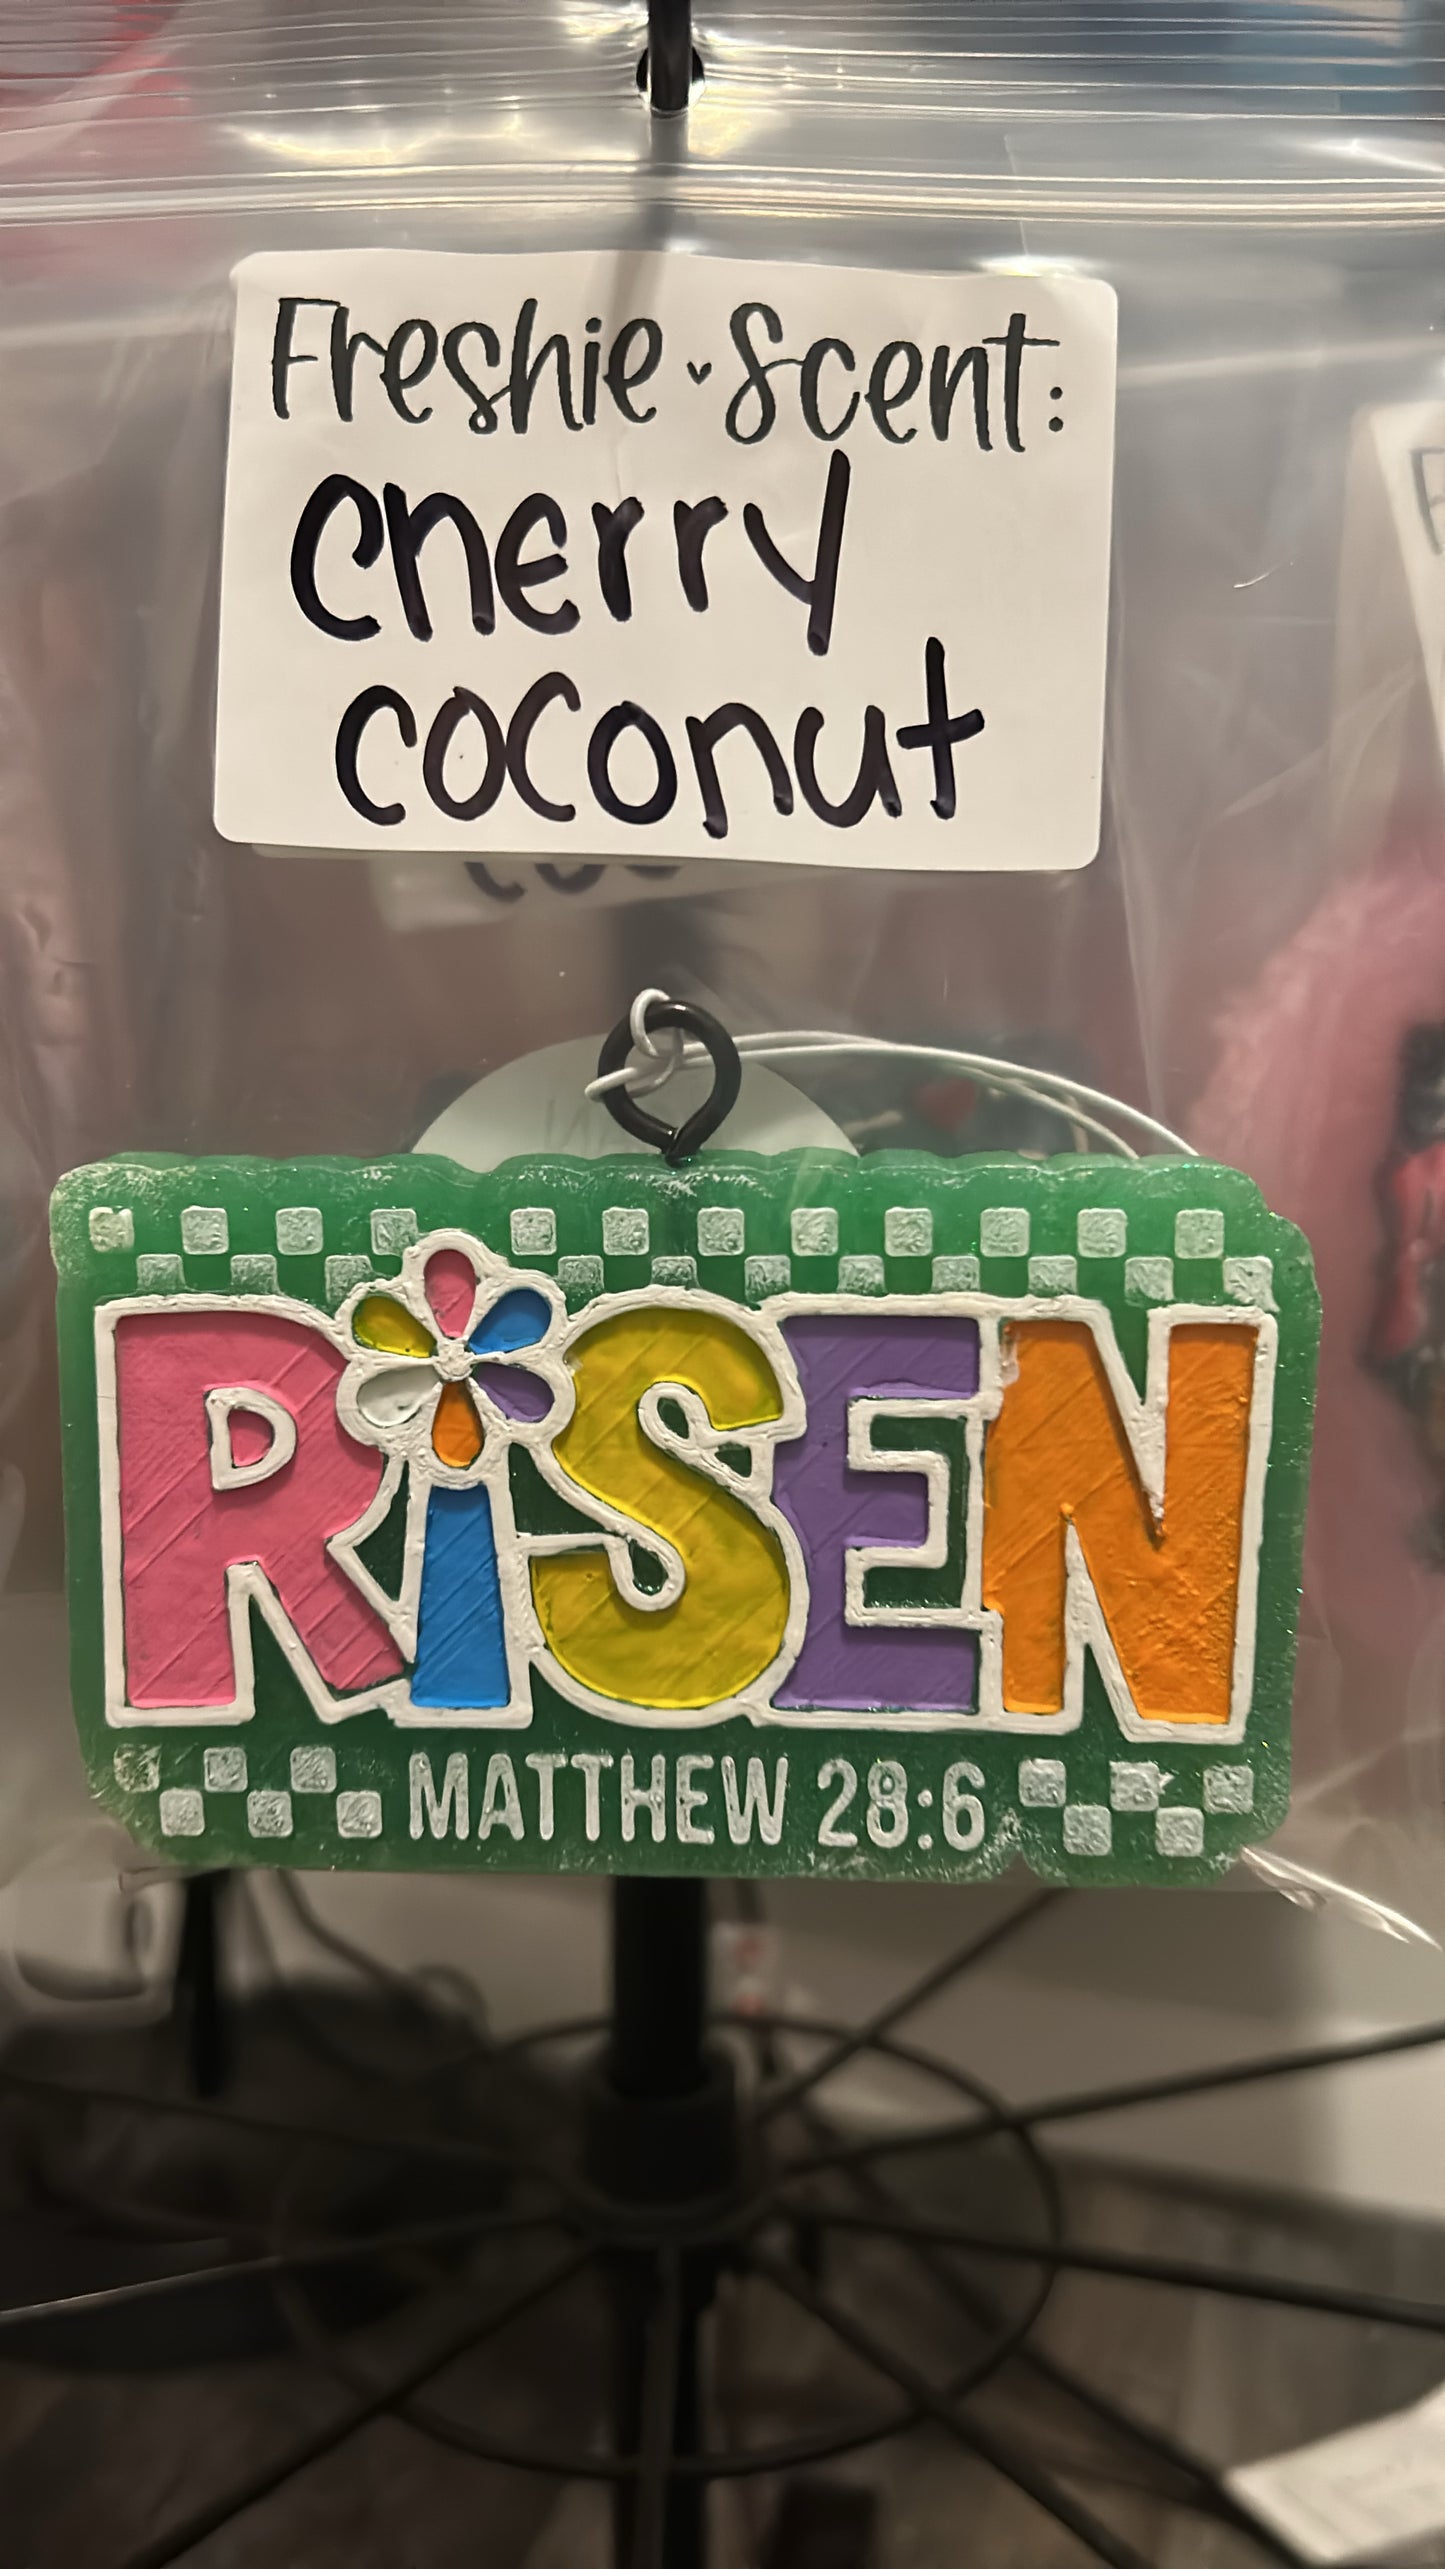 Freshie Scent:
cherry
coconut
RiSEN
MATTHEW 28:6